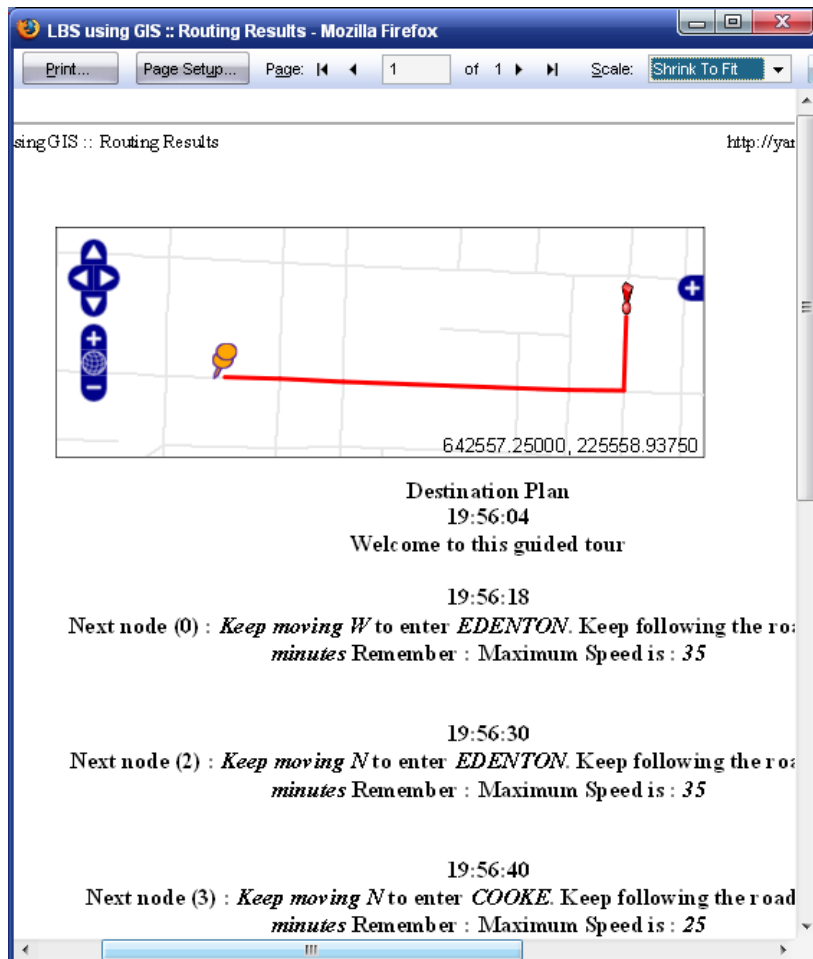 LBS using GIS :: Routing Results - Mozilla Firefox
Print... Page Setup... Page: 1 of 1 Scale: Shrink To Fit
singGIS :: Routing Results http://yar
642557.25000, 225558.93750
Destination Plan
19:56:04
Welcome to this guided tour
19:56:18
Next node (0) : Keep moving W to enter EDENTON. Keep following the roa
minutes Remember : Maximum Speed is : 35
19:56:30
Next node (2) : Keep moving N to enter EDENTON. Keep following the roa
minutes Remember : Maximum Speed is : 35
19:56:40
Next node (3) : Keep moving N to enter COOKE. Keep following the road
minutes Remember : Maximum Speed is : 25